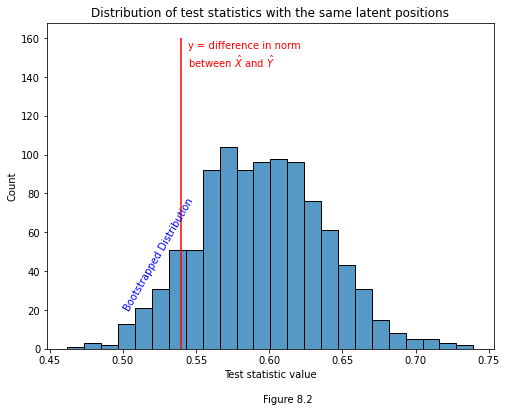 Distribution of test statistics with the same latent positions
160
140
120
100
80
60
40
20
0
Count
y = difference in norm
between X̂ and Ŷ
Bootstrapped Distribution
0.45 0.50 0.55 0.60 0.65 0.70 0.75
Test statistic value
Figure 8.2